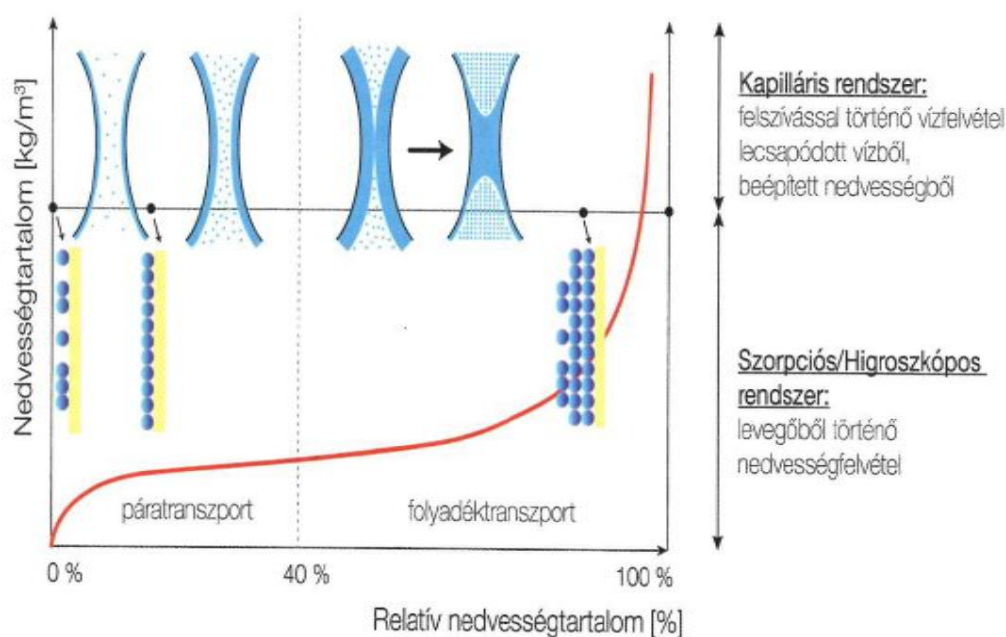 Nedvességtartalom [kg/m³]
Kapilláris rendszer:
felszívással történő vízfelvétel
lecsapódott vízből,
beépített nedvességből
Szorpciós/Higroszkópos
rendszer:
levegőből történő
nedvességfelvétel
páratranszport
folyadéktranszport
0 %
40 %
100 %
Relatív nedvességtartalom [%]